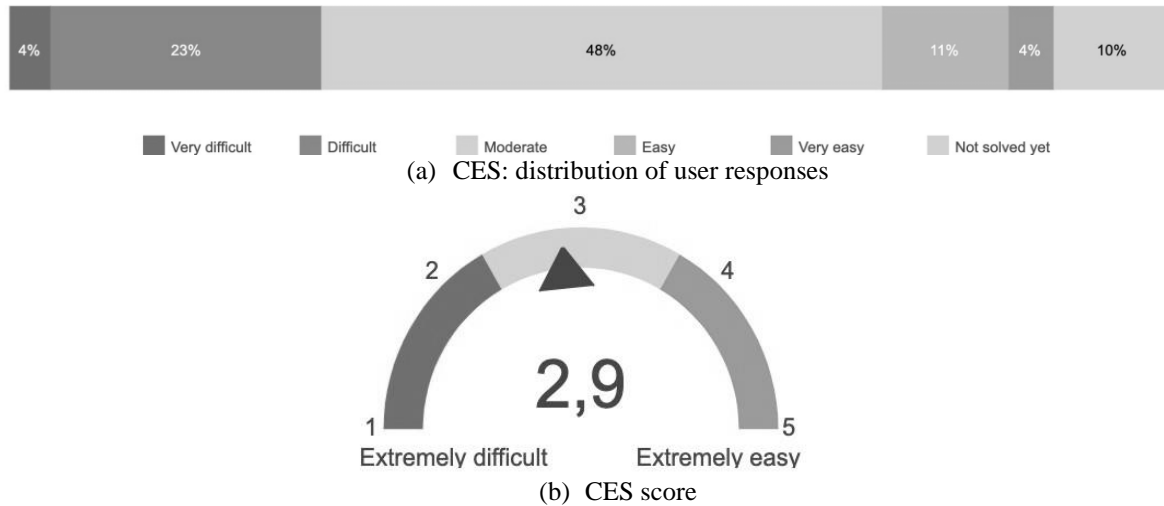 4% 23% 48% 11% 4% 10%
Very difficult Difficult Moderate Easy Very easy Not solved yet
(a) CES: distribution of user responses
3
2 4
2,9
1 5
Extremely difficult Extremely easy
(b) CES score